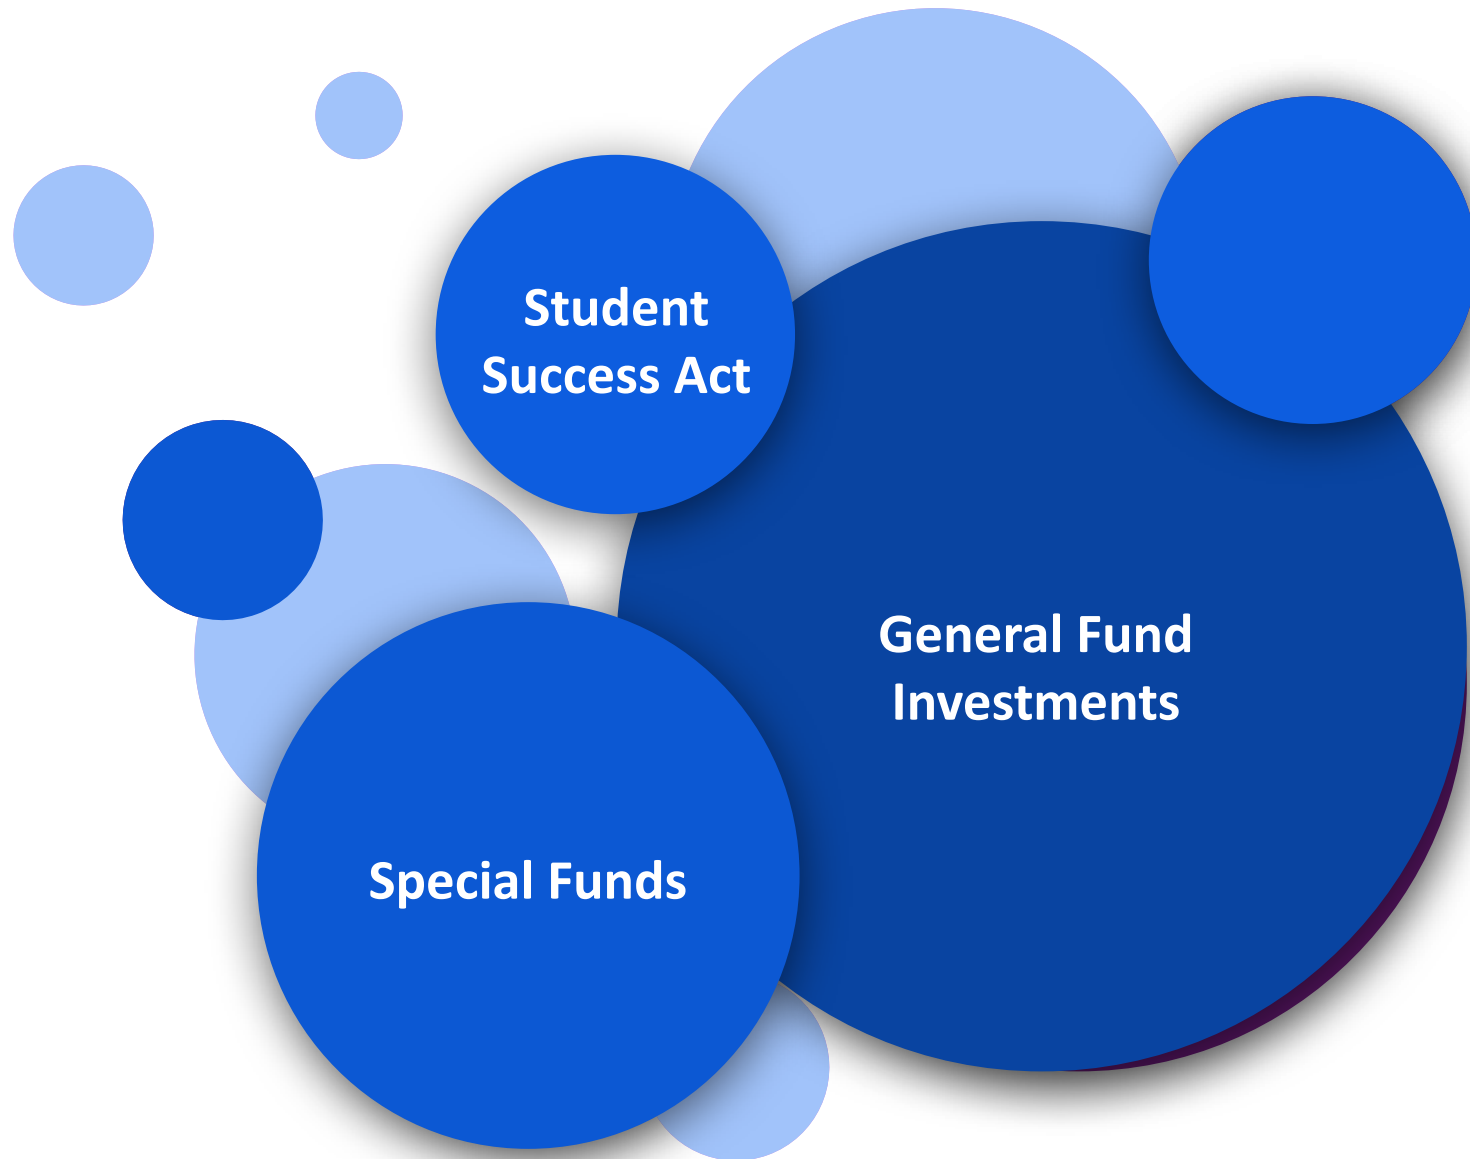 Student
Success Act
General Fund
Investments
Special Funds